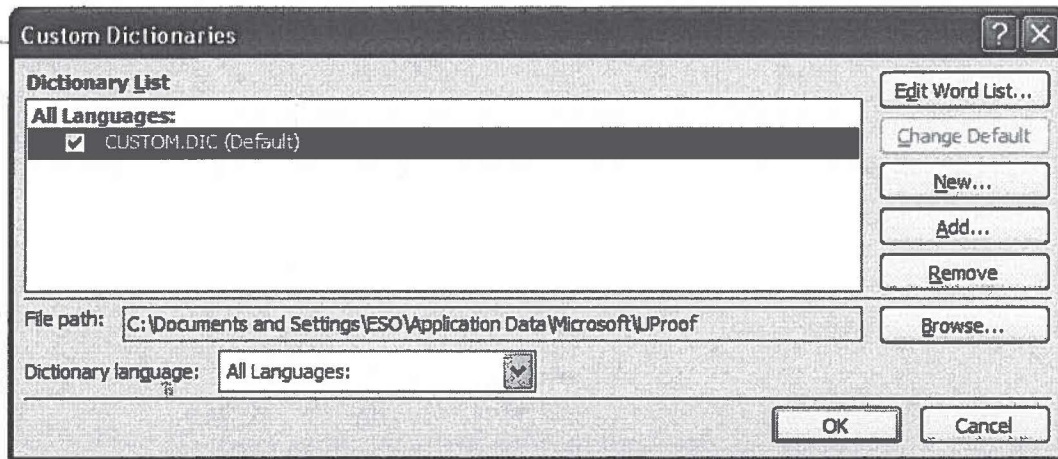 Custom Dictionaries
Dictionary List
All Languages:
CUSTOM.DIC (Default)
Edit Word List...
Change Default
New...
Add...
Remove
File path: C:\Documents and Settings\ESO\Application Data\Microsoft\UProof
Browse...
Dictionary language: All Languages:
OK Cancel